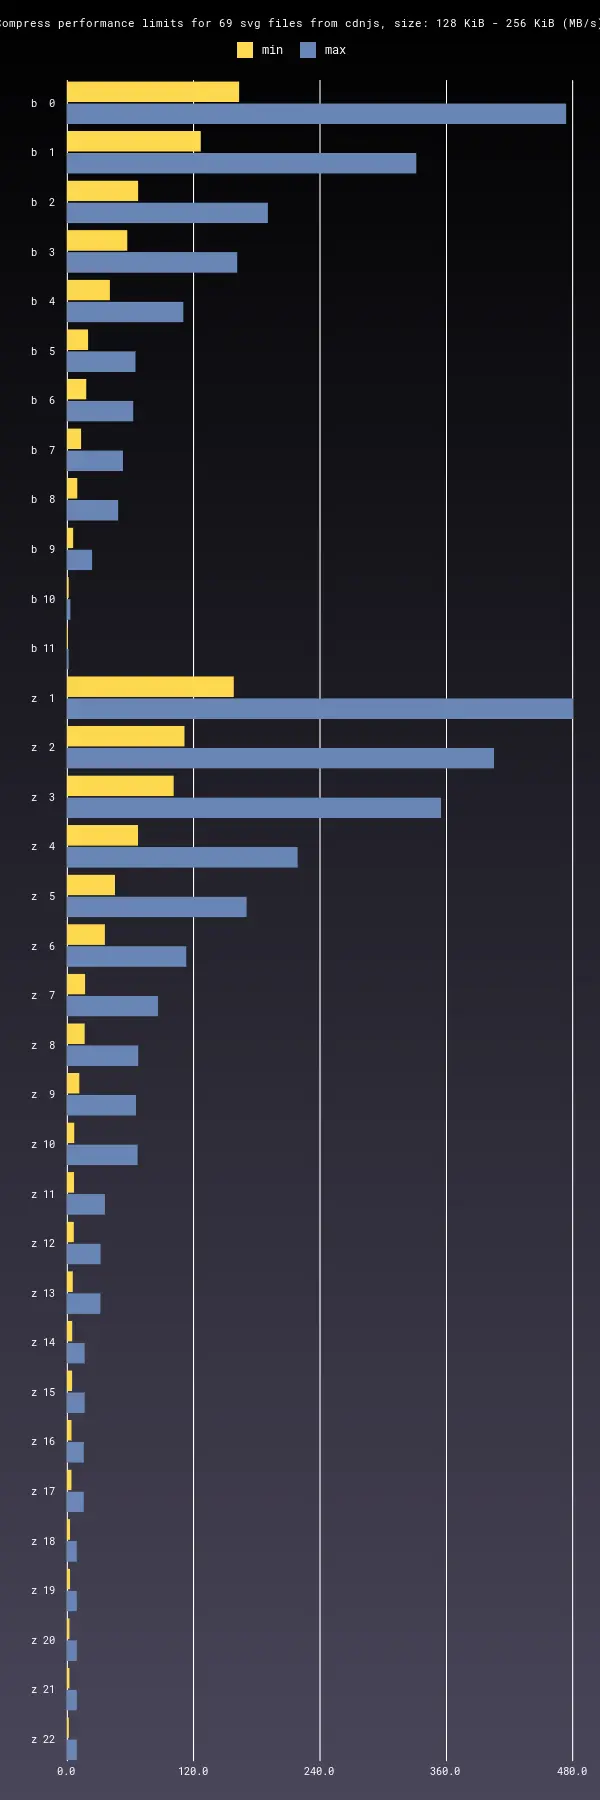 ompress performance limits for 69 svg files from cdnjs, size: 128 KiB - 256 KiB (MB/s)
min max
b 0
b 1
b 2
b 3
b 4
b 5
b 6
b 7
b 8
b 9
b 10
b 11
z 1
z 2
z 3
z 4
z 5
z 6
z 7
z 8
z 9
z 10
z 11
z 12
z 13
z 14
z 15
z 16
z 17
z 18
z 19
z 20
z 21
z 22
0.0 120.0 240.0 360.0 480.0